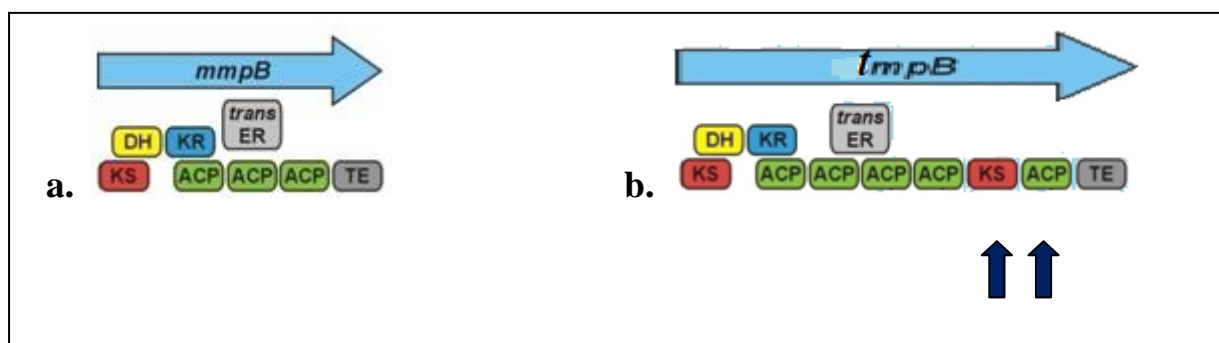 mmpB
tmpB
trans
ER
trans
ER
DH KR
DH KR
a. KS ACP ACP ACP TE
b. KS ACP ACP ACP ACP KS ACP TE